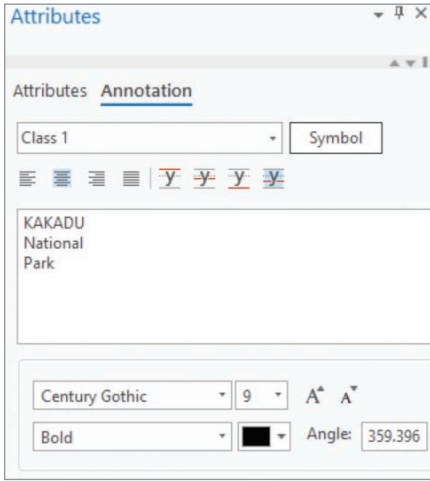 Attributes
Attributes Annotation
Class 1 Symbol
KAKADU
National
Park
Century Gothic 9
Bold Angle: 359.396